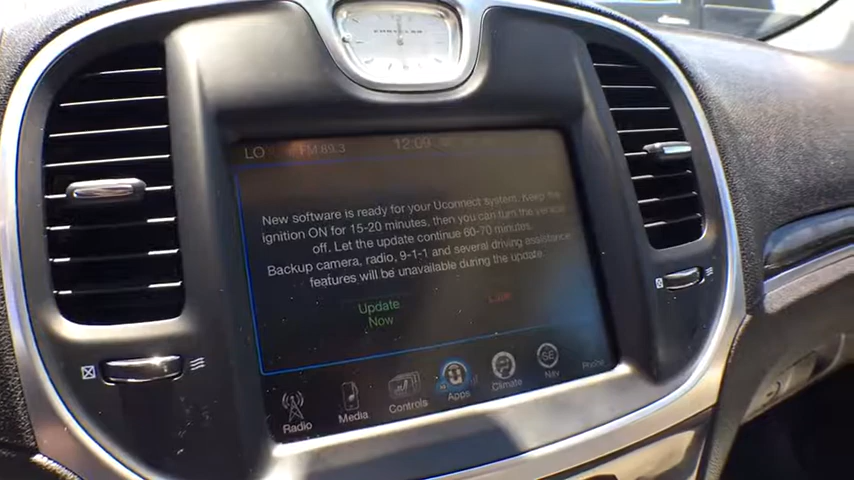 CHRYSLER
LO FM 89.3 12:09
New software is ready for your Uconnect system. Keep the
ignition ON for 15-20 minutes, then you can turn the vehicle
off. Let the update continue 60-70 minutes.
Backup camera, radio, 9-1-1 and several driving assistance
features will be unavailable during the update.
Update Later
Now
Radio Media Controls Apps Climate Nav Phone
SE